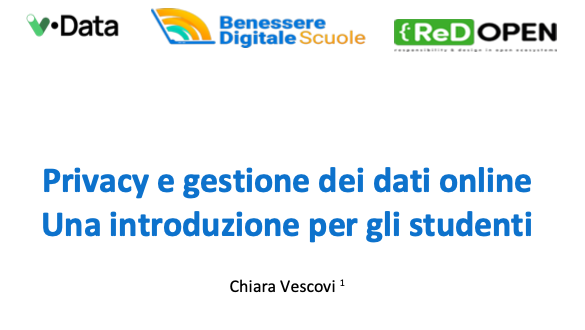 v•Data
Benessere
Digitale Scuole
{ReD OPEN
responsibility & design in open ecosystems
Privacy e gestione dei dati online
Una introduzione per gli studenti
Chiara Vescovi ¹